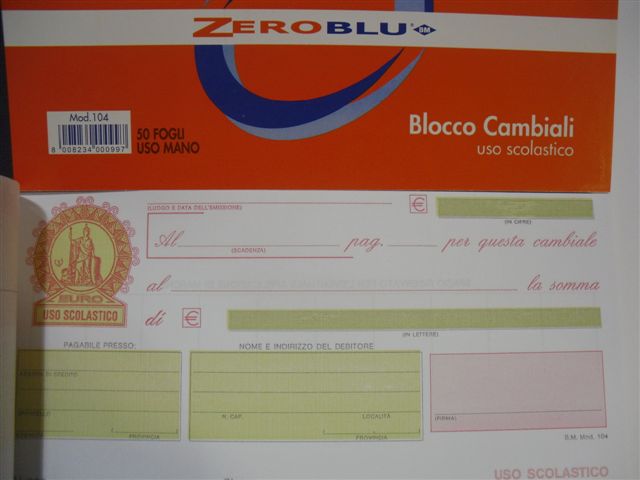 ZEROBLU BM
Mod.104
8 008234 000997
50 FOGLI
USO MANO
Blocco Cambiali
uso scolastico
(LUOGO E DATA DELL'EMISSIONE)
€
(IN CIFRE)
Al pag. per questa cambiale
(SCADENZA)
al la somma
EURO
USO SCOLASTICO
di €
(IN LETTERE)
PAGABILE PRESSO:
NOME E INDIRIZZO DEL DEBITORE
DI CREDITO
N. CAP. LOCALITÀ
PROVINCIA
PROVINCIA
(FIRMA)
B.M. Mod. 104
USO SCOLASTICO